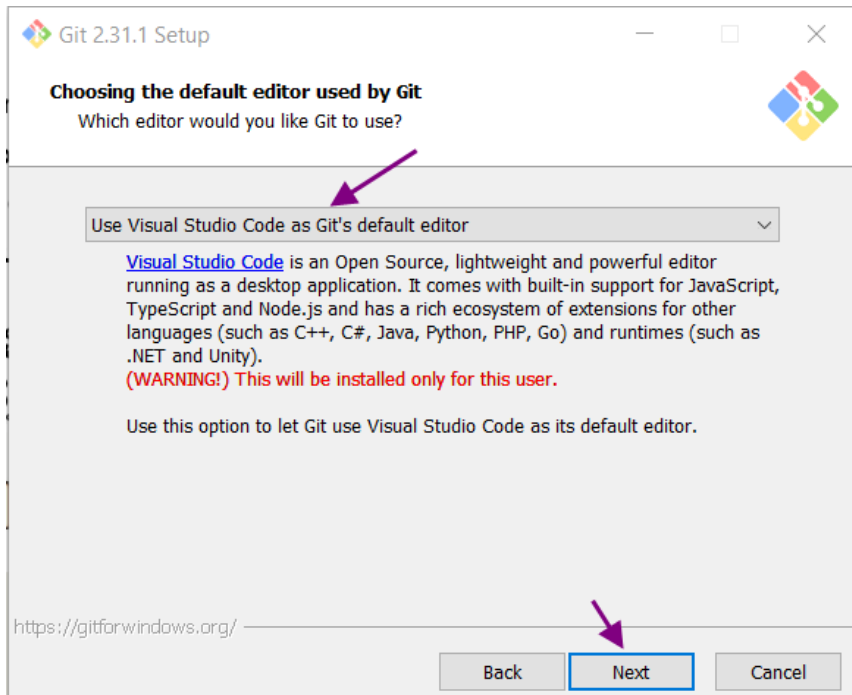 Git 2.31.1 Setup
Choosing the default editor used by Git
Which editor would you like Git to use?
Use Visual Studio Code as Git's default editor
Visual Studio Code is an Open Source, lightweight and powerful editor
running as a desktop application. It comes with built-in support for JavaScript,
TypeScript and Node.js and has a rich ecosystem of extensions for other
languages (such as C++, C#, Java, Python, PHP, Go) and runtimes (such as
.NET and Unity).
(WARNING!) This will be installed only for this user.
Use this option to let Git use Visual Studio Code as its default editor.
https://gitforwindows.org/
Back Next Cancel